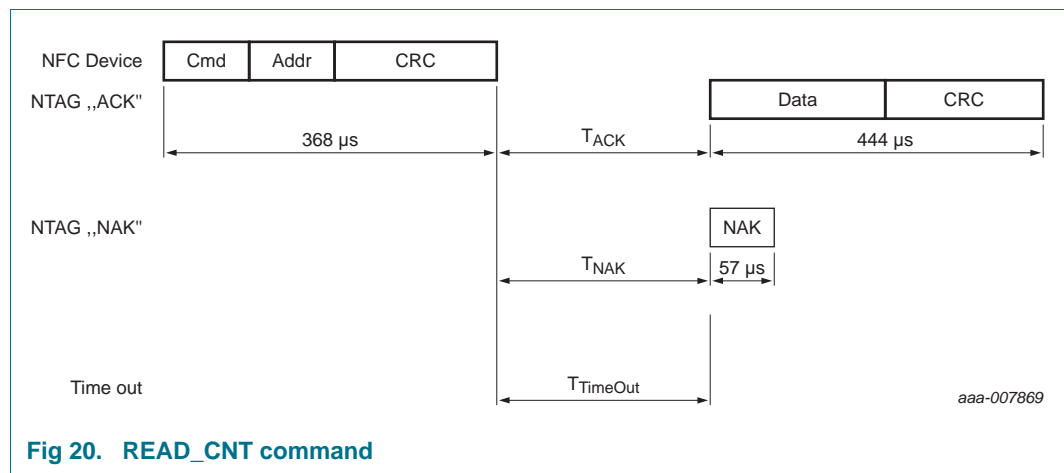 NFC Device Cmd Addr CRC
NTAG ,,ACK" Data CRC
368 µs TACK 444 µs
NTAG ,,NAK" NAK
TNAK 57 µs
Time out TTimeOut
aaa-007869
Fig 20. READ_CNT command